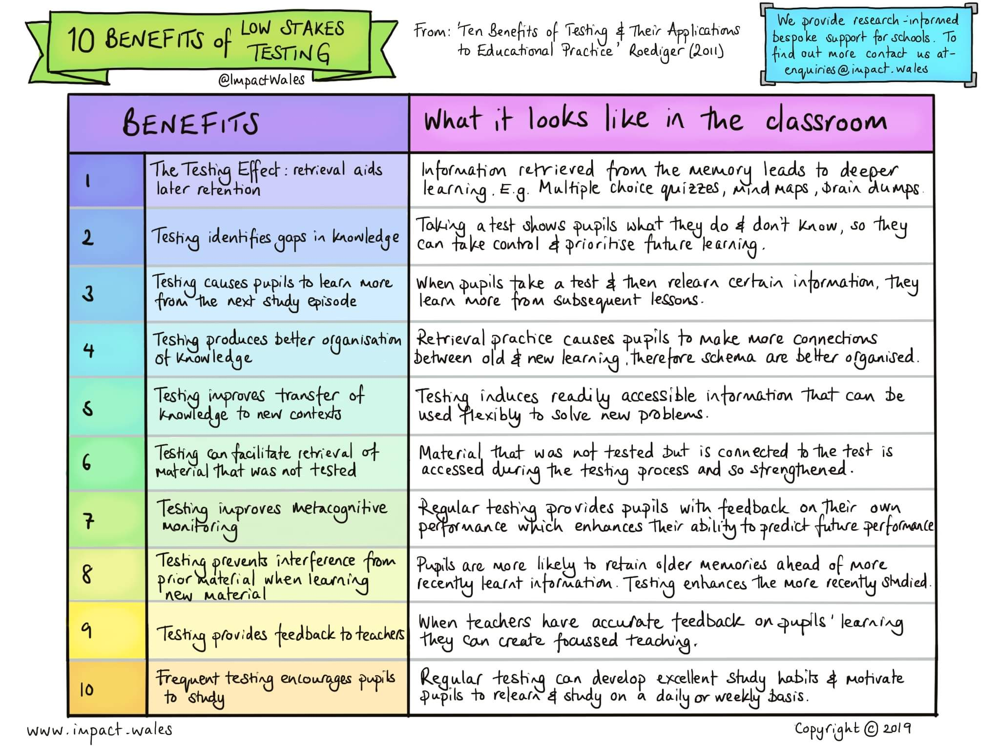 10 BENEFITS of LOW STAKES
TESTING
@ImpactWales
From: 'Ten Benefits of Testing & Their Applications
to Educational Practice' Roediger (2011)
We provide research-informed
bespoke support for schools. To
find out more contact us at-
enquiries@impact.wales
BENEFITS
What it looks like in the classroom
1
The Testing Effect: retrieval aids
later retention
Information retrieved from the memory leads to deeper
learning. E.g. Multiple choice quizzes, mind maps, brain dumps.
2
Testing identifies gaps in knowledge
Taking a test shows pupils what they do & don't know, so they
can take control & prioritise future learning.
3
Testing causes pupils to learn more
from the next study episode
When pupils take a test & then relearn certain information, they
learn more from subsequent lessons.
4
Testing produces better organisation
of knowledge
Retrieval practice causes pupils to make more connections
between old & new learning, therefore schema are better organised.
5
Testing improves transfer of
knowledge to new contexts
Testing induces readily accessible information that can be
used flexibly to solve new problems.
6
Testing can facilitate retrieval of
material that was not tested
Material that was not tested but is connected to the test is
accessed during the testing process and so strengthened.
7
Testing improves metacognitive
monitoring
Regular testing provides pupils with feedback on their own
performance which enhances their ability to predict future performance
8
Testing prevents interference from
prior material when learning
new material
Pupils are more likely to retain older memories ahead of more
recently learnt information. Testing enhances the more recently studied.
9
Testing provides feedback to teachers
When teachers have accurate feedback on pupils' learning
they can create focussed teaching.
10
Frequent testing encourages pupils
to study
Regular testing can develop excellent study habits & motivate
pupils to relearn & study on a daily or weekly basis.
www.impact.wales
Copyright © 2019